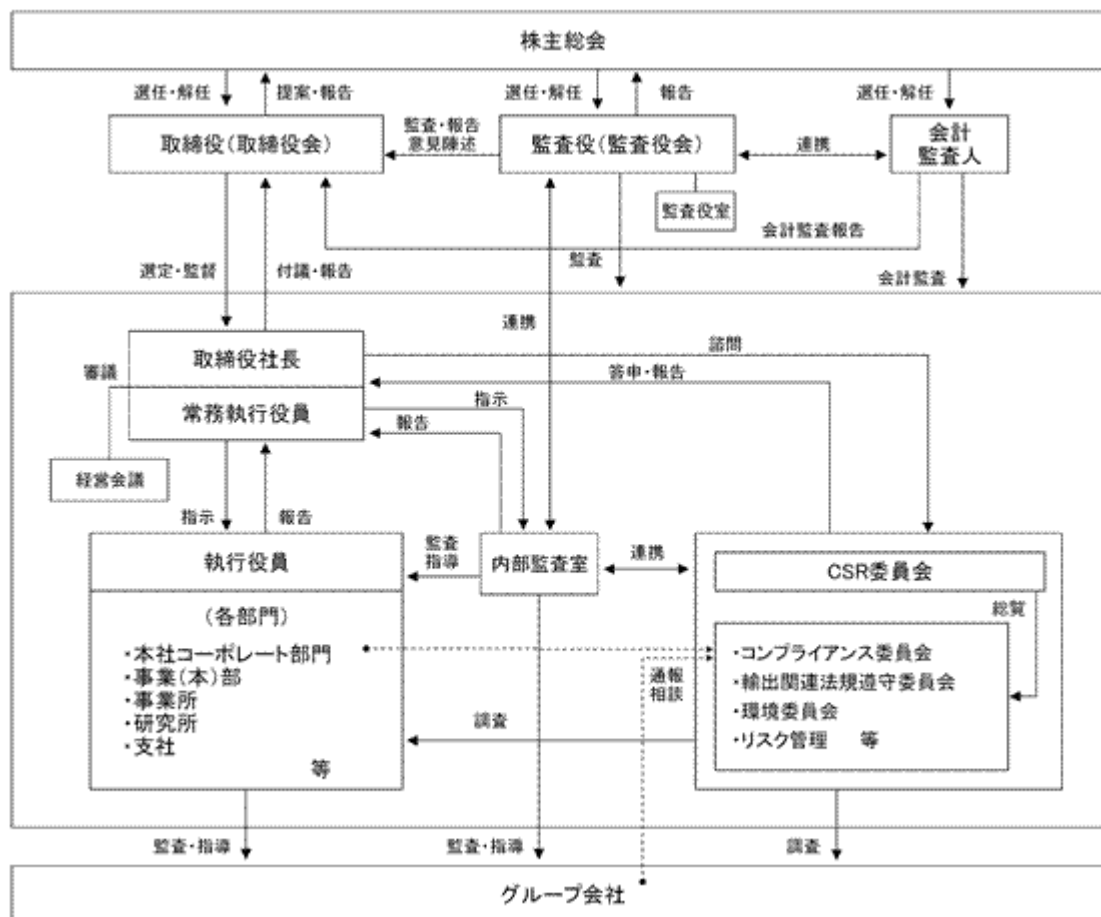 株主総会
選任・解任
提案・報告
選任・解任
報告
選任・解任
取締役(取締役会)
監査・報告
意見陳述
監査役(監査役会)
連携
会計
監査人
監査役室
会計監査報告
選定・監督
付議・報告
監査
会計監査
連携
取締役社長
諮問
審議
答申・報告
常務執行役員
指示
報告
経営会議
指示
報告
執行役員
監査
指導
内部監査室
連携
CSR委員会
総覧
(各部門)
・本社コーポレート部門
・事業(本)部
・事業所
・研究所
・支社
等
通報
相談
・コンプライアンス委員会
・輸出関連法規遵守委員会
・環境委員会
・リスク管理 等
調査
監査・指導
監査・指導
調査
グループ会社